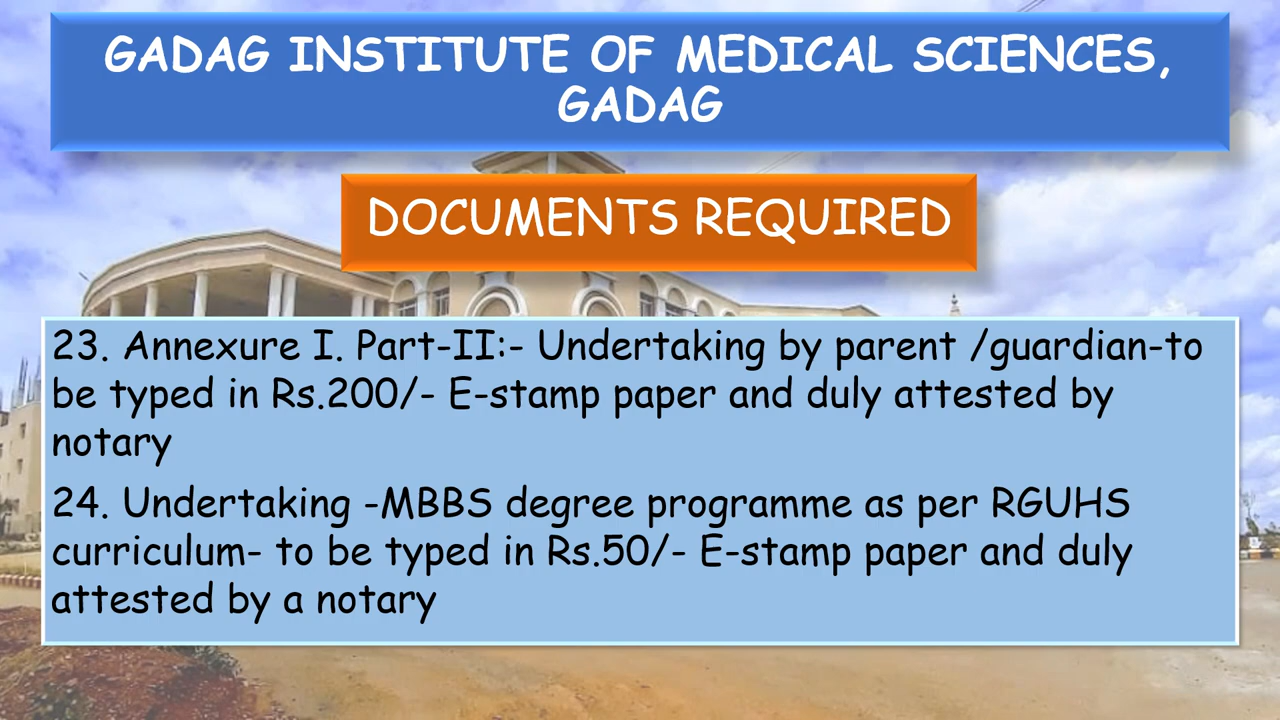 GADAG INSTITUTE OF MEDICAL SCIENCES,
GADAG
DOCUMENTS REQUIRED
23. Annexure I. Part-II:- Undertaking by parent /guardian-to
be typed in Rs.200/- E-stamp paper and duly attested by
notary
24. Undertaking -MBBS degree programme as per RGUHS
curriculum- to be typed in Rs.50/- E-stamp paper and duly
attested by a notary